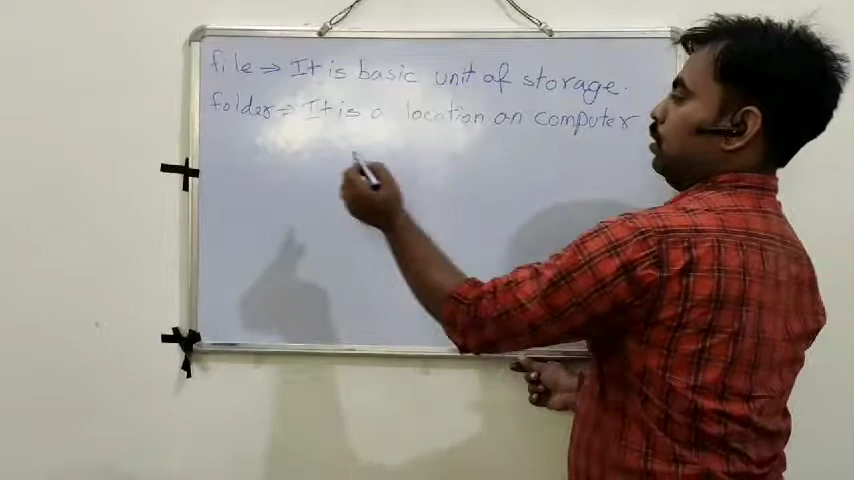 file ⇒ It is basic unit of storage.
folder ⇒ It is a location on computer